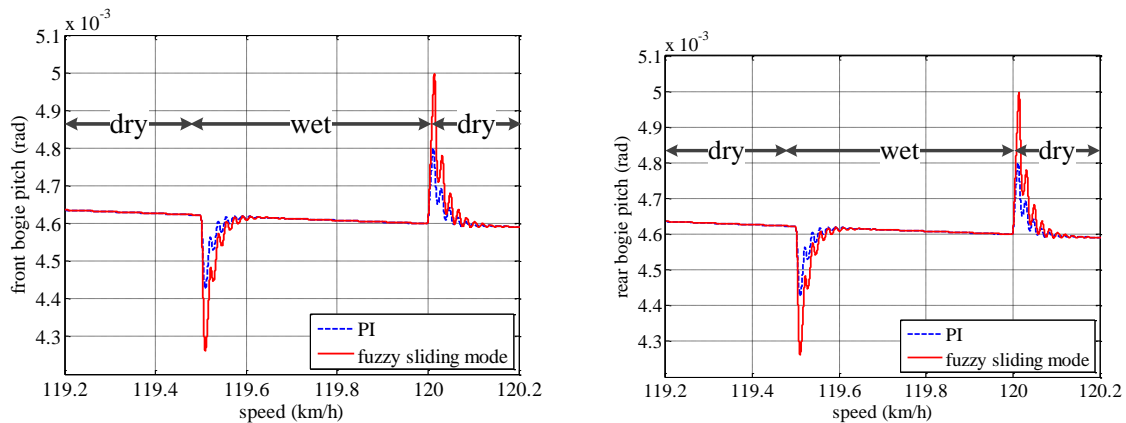 x 10⁻³
5.1
5
4.9
4.8
4.7
4.6
4.5
4.4
4.3
front bogie pitch (rad)
dry
wet
dry
PI
fuzzy sliding mode
119.2
119.4
119.6
119.8
120
120.2
speed (km/h)
x 10⁻³
5.1
5
4.9
4.8
4.7
4.6
4.5
4.4
4.3
rear bogie pitch (rad)
dry
wet
dry
PI
fuzzy sliding mode
119.2
119.4
119.6
119.8
120
120.2
speed (km/h)